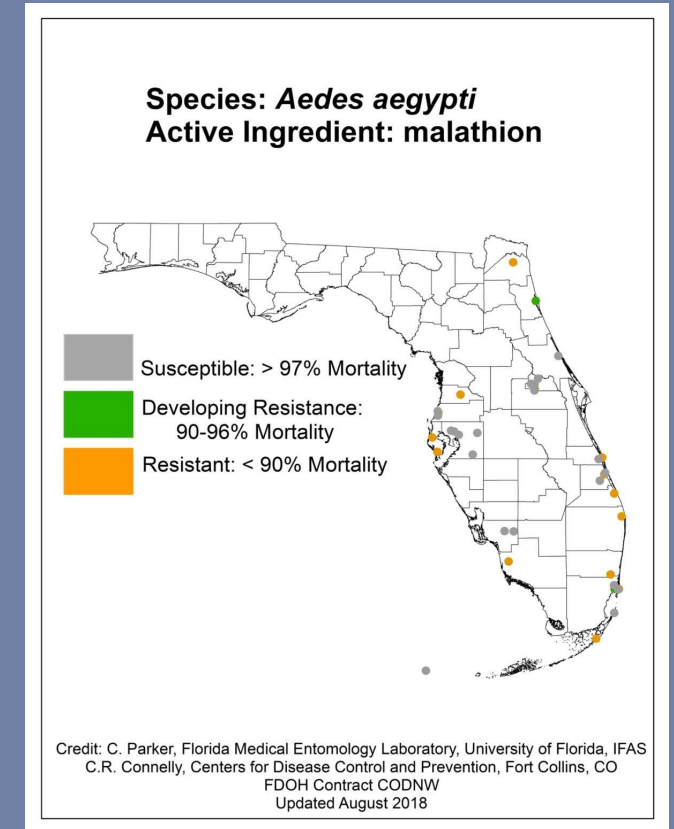 Species: Aedes aegypti
Active Ingredient: malathion
Susceptible: > 97% Mortality
Developing Resistance:
90-96% Mortality
Resistant: < 90% Mortality
Credit: C. Parker, Florida Medical Entomology Laboratory, University of Florida, IFAS
C.R. Connelly, Centers for Disease Control and Prevention, Fort Collins, CO
FDOH Contract CODNW
Updated August 2018